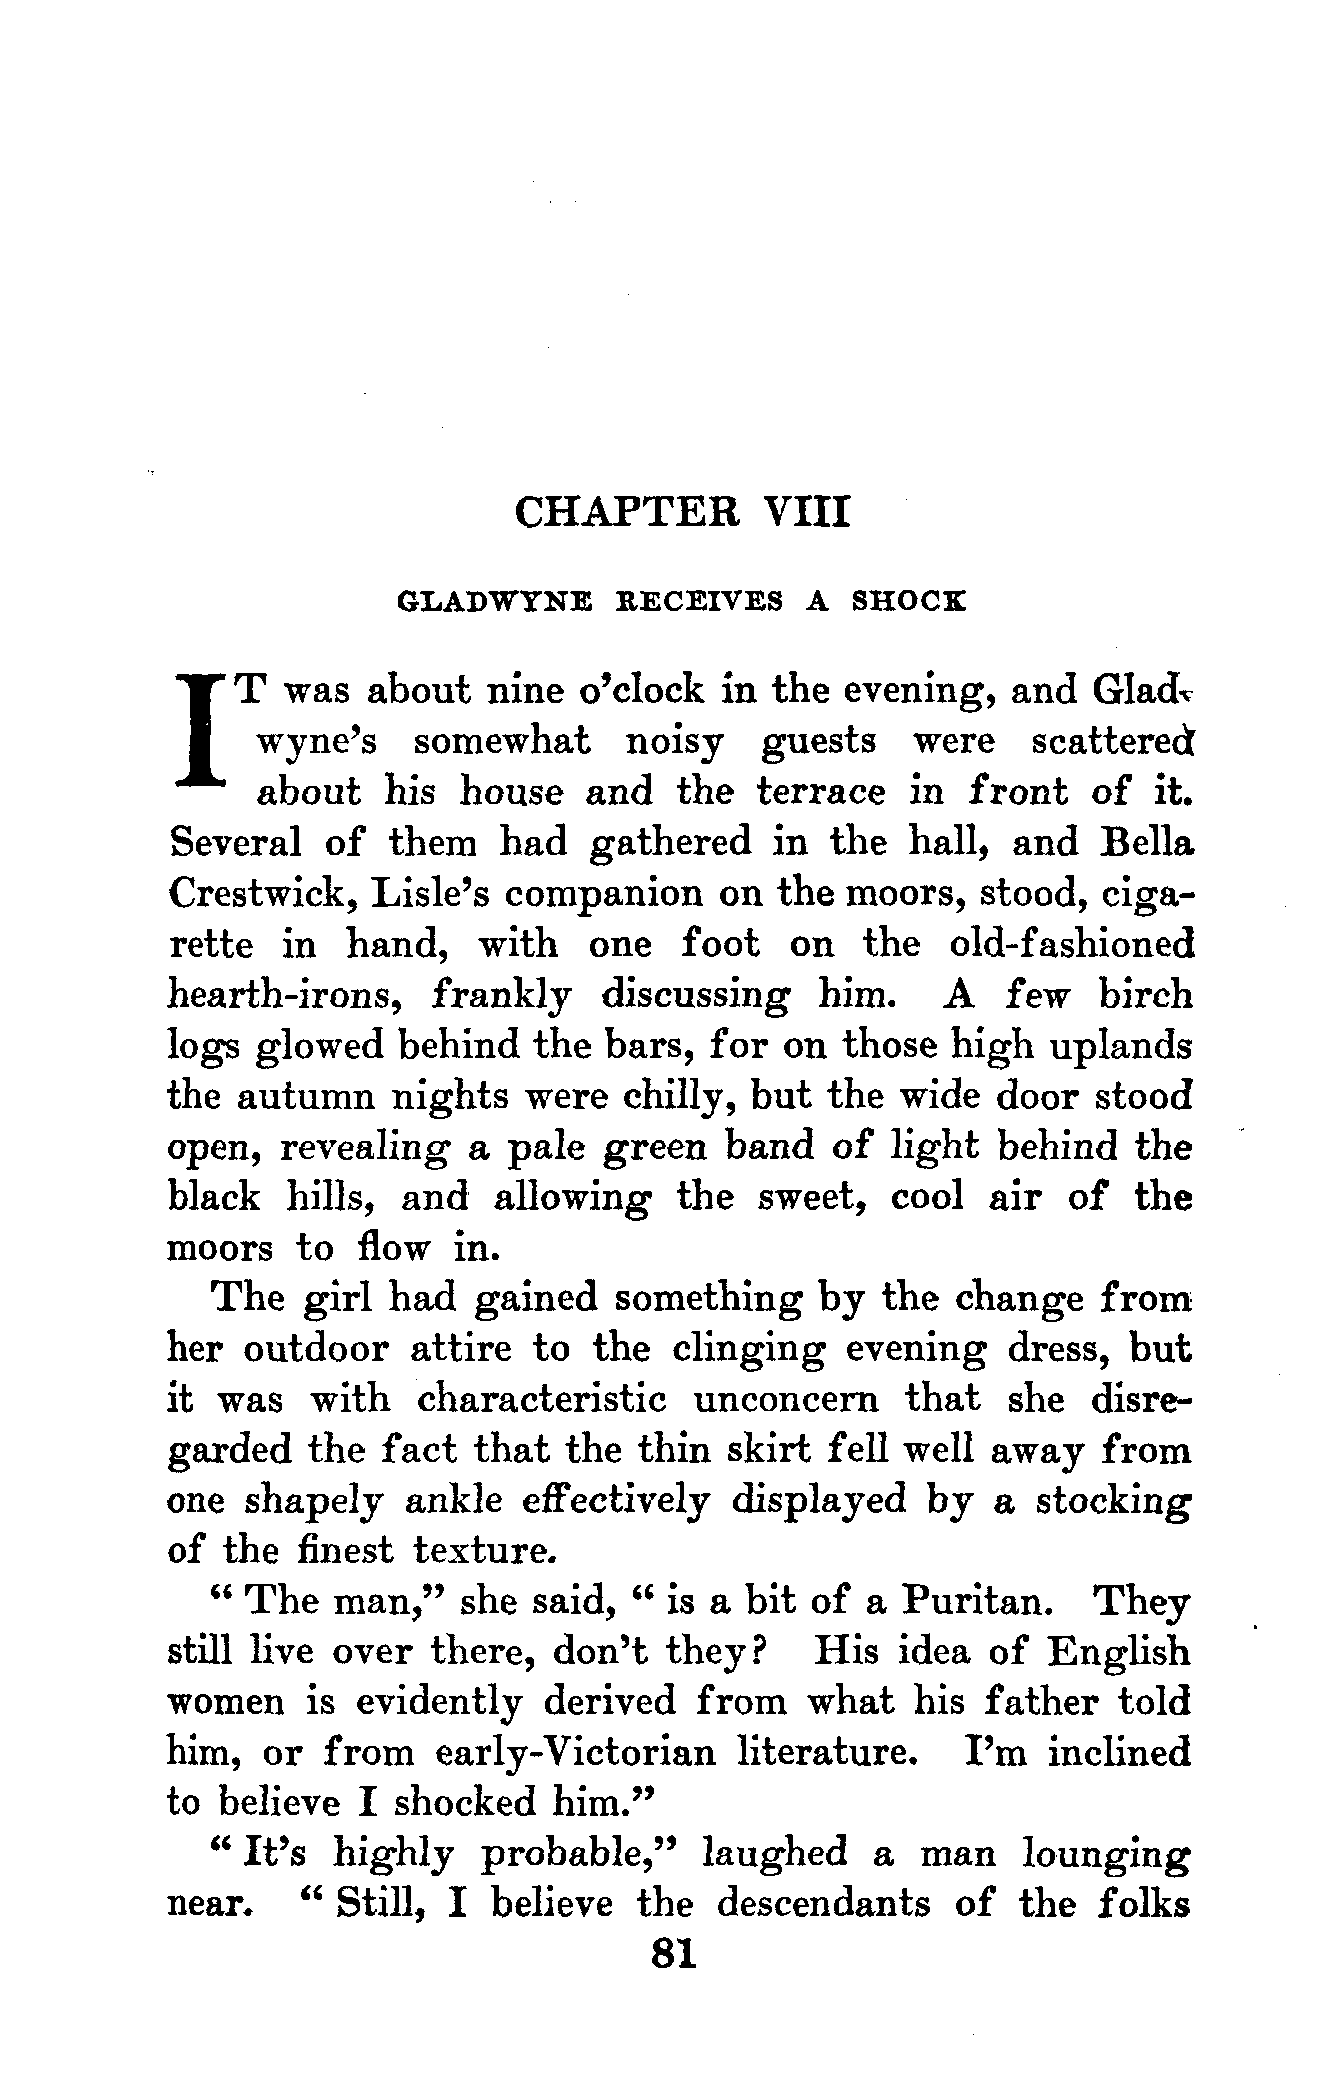 CHAPTER VIII
GLADWYNE RECEIVES A SHOCK
IT was about nine o'clock in the evening, and Glad-
wyne's somewhat noisy guests were scattered
about his house and the terrace in front of it.
Several of them had gathered in the hall, and Bella
Crestwick, Lisle's companion on the moors, stood, ciga-
rette in hand, with one foot on the old-fashioned
hearth-irons, frankly discussing him. A few birch
logs glowed behind the bars, for on those high uplands
the autumn nights were chilly, but the wide door stood
open, revealing a pale green band of light behind the
black hills, and allowing the sweet, cool air of the
moors to flow in.
The girl had gained something by the change from
her outdoor attire to the clinging evening dress, but
it was with characteristic unconcern that she disre-
garded the fact that the thin skirt fell well away from
one shapely ankle effectively displayed by a stocking
of the finest texture.
“ The man,” she said, “ is a bit of a Puritan. They
still live over there, don't they? His idea of English
women is evidently derived from what his father told
him, or from early-Victorian literature. I'm inclined
to believe I shocked him.”
“ It's highly probable,” laughed a man lounging
near. “ Still, I believe the descendants of the folks
81